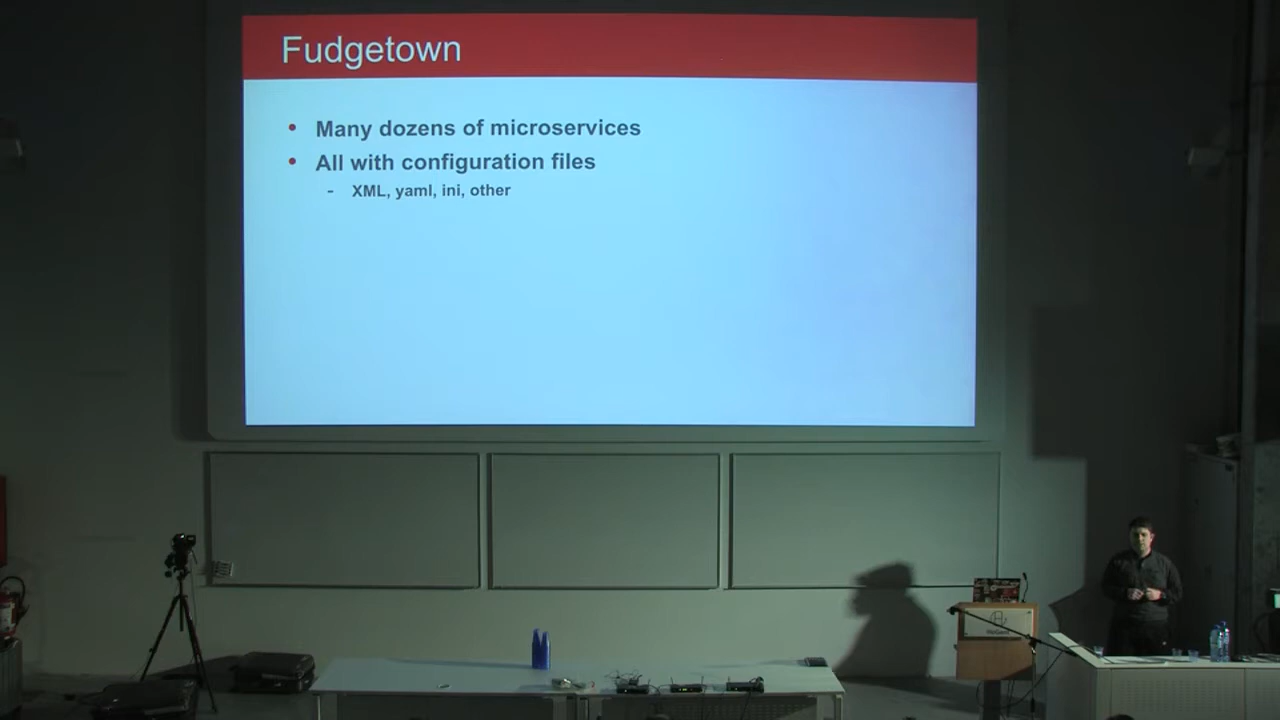 Fudgetown
• Many dozens of microservices
• All with configuration files
- XML, yaml, ini, other